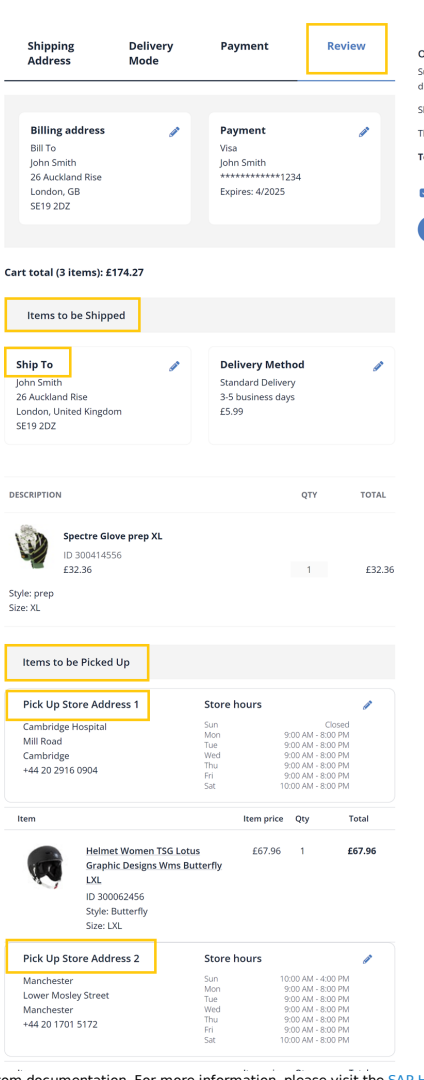 Shipping Address
Delivery Mode
Payment
Review
Billing address
Bill To
John Smith
26 Auckland Rise
London, GB
SE19 2DZ
Payment
Visa
John Smith
************1234
Expires: 4/2025
Cart total (3 items): £174.27
Items to be Shipped
Ship To
John Smith
26 Auckland Rise
London, United Kingdom
SE19 2DZ
Delivery Method
Standard Delivery
3-5 business days
£5.99
DESCRIPTION QTY TOTAL
Spectre Glove prep XL
ID 300414556
£32.36 1 £32.36
Style: prep
Size: XL
Items to be Picked Up
Pick Up Store Address 1
Cambridge Hospital
Mill Road
Cambridge
+44 20 2916 0904
Store hours
Sun Closed
Mon 9:00 AM - 8:00 PM
Tue 9:00 AM - 8:00 PM
Wed 9:00 AM - 8:00 PM
Thu 9:00 AM - 8:00 PM
Fri 9:00 AM - 8:00 PM
Sat 10:00 AM - 8:00 PM
Item Item price Qty Total
Helmet Women TSG Lotus £67.96 1 £67.96
Graphic Designs Wms Butterfly
LXL
ID 300062456
Style: Butterfly
Size: LXL
Pick Up Store Address 2
Manchester
Lower Mosley Street
Manchester
+44 20 1701 5172
Store hours
Sun 10:00 AM - 4:00 PM
Mon 9:00 AM - 8:00 PM
Tue 9:00 AM - 8:00 PM
Wed 9:00 AM - 8:00 PM
Thu 9:00 AM - 8:00 PM
Fri 9:00 AM - 8:00 PM
Sat 10:00 AM - 8:00 PM
documentation. For more information, please visit the SAP